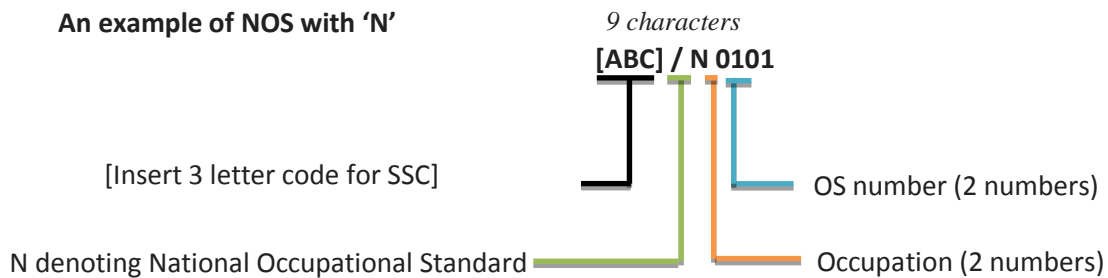 An example of NOS with ‘N’
9 characters
[ABC] / N 0101
[Insert 3 letter code for SSC]
OS number (2 numbers)
N denoting National Occupational Standard
Occupation (2 numbers)